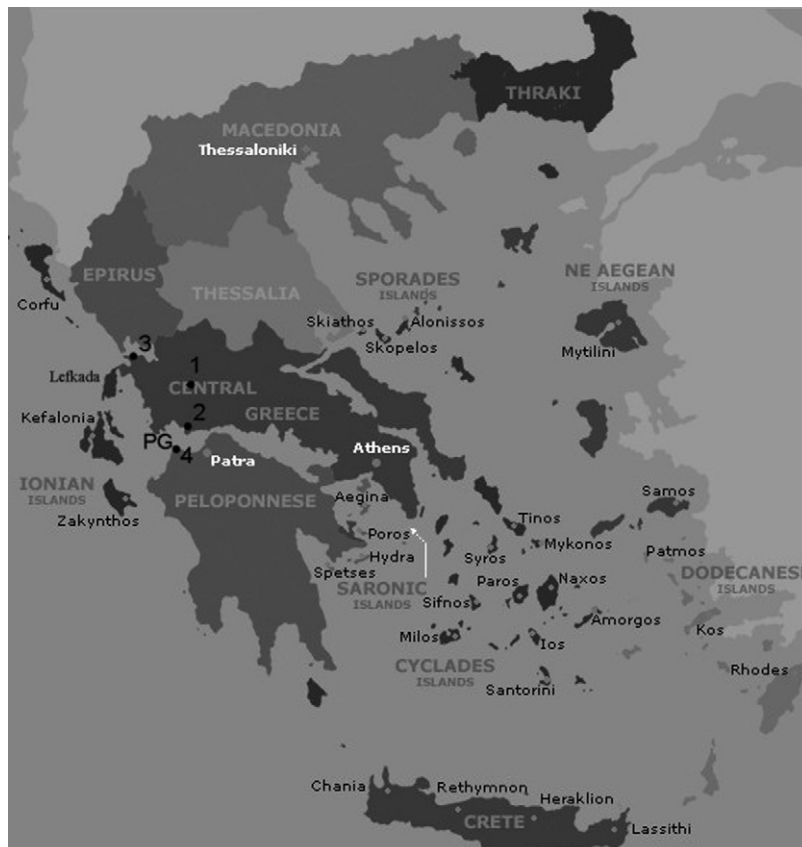 THRAKI
MACEDONIA
Thessaloniki
EPIRUS
THESSALIA
Corfu
SPORADES
ISLANDS
NE AEGEAN
ISLANDS
Skiathos
Alonissos
Skopelos
Mytilini
3
Lefkada
1
CENTRAL
GREECE
Kefalonia
2
PG
4
Patra
Athens
IONIAN
ISLANDS
Zakynthos
PELOPONNESE
Aegina
Samos
Poros
Tinos
Hydra
Syros
Mykonos
Patmos
Spetses
SARONIC
ISLANDS
Paros
Naxos
DODECANESE
ISLANDS
Sifnos
Amorgos
Kos
Milos
Ios
CYCLADES
ISLANDS
Rhodes
Santorini
Chania
Rethymnon
Heraklion
CRETE
Lassithi